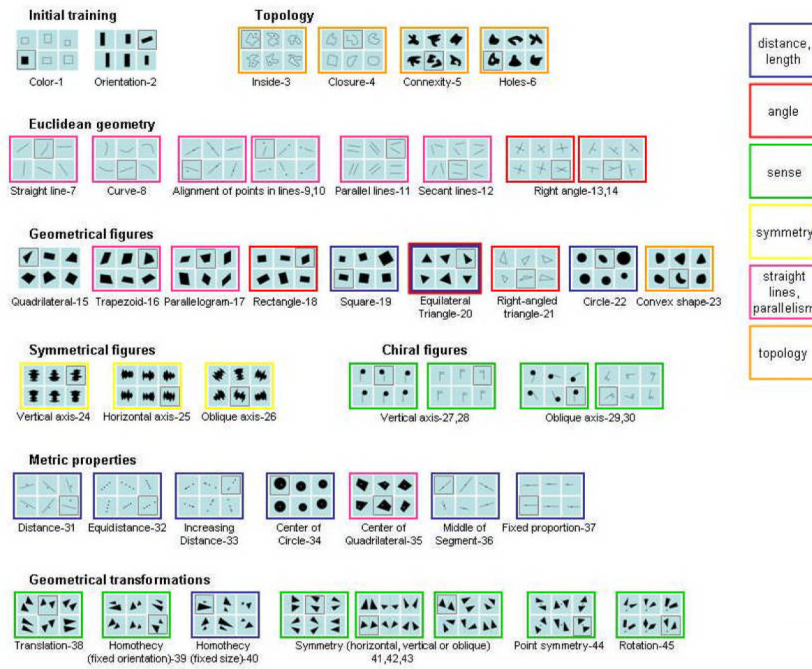 Initial training
Topology
Color-1
Orientation-2
Inside-3
Closure-4
Connexity-5
Holes-6
distance,
length
angle
sense
symmetry
straight
lines,
parallelism
topology
Euclidean geometry
Straight line-7
Curve-8
Alignment of points in lines-9,10
Parallel lines-11
Secant lines-12
Right angle-13,14
Geometrical figures
Quadrilateral-15
Trapezoid-16
Parallelogram-17
Rectangle-18
Square-19
Equilateral
Triangle-20
Right-angled
triangle-21
Circle-22
Convex shape-23
Symmetrical figures
Chiral figures
Vertical axis-24
Horizontal axis-25
Oblique axis-26
Vertical axis-27,28
Oblique axis-29,30
Metric properties
Distance-31
Equidistance-32
Increasing
Distance-33
Center of
Circle-34
Center of
Quadrilateral-35
Middle of
Segment-36
Fixed proportion-37
Geometrical transformations
Translation-38
Homothecy
(fixed orientation)-39
Homothecy
(fixed size)-40
Symmetry (horizontal, vertical or oblique)
41,42,43
Point symmetry-44
Rotation-45